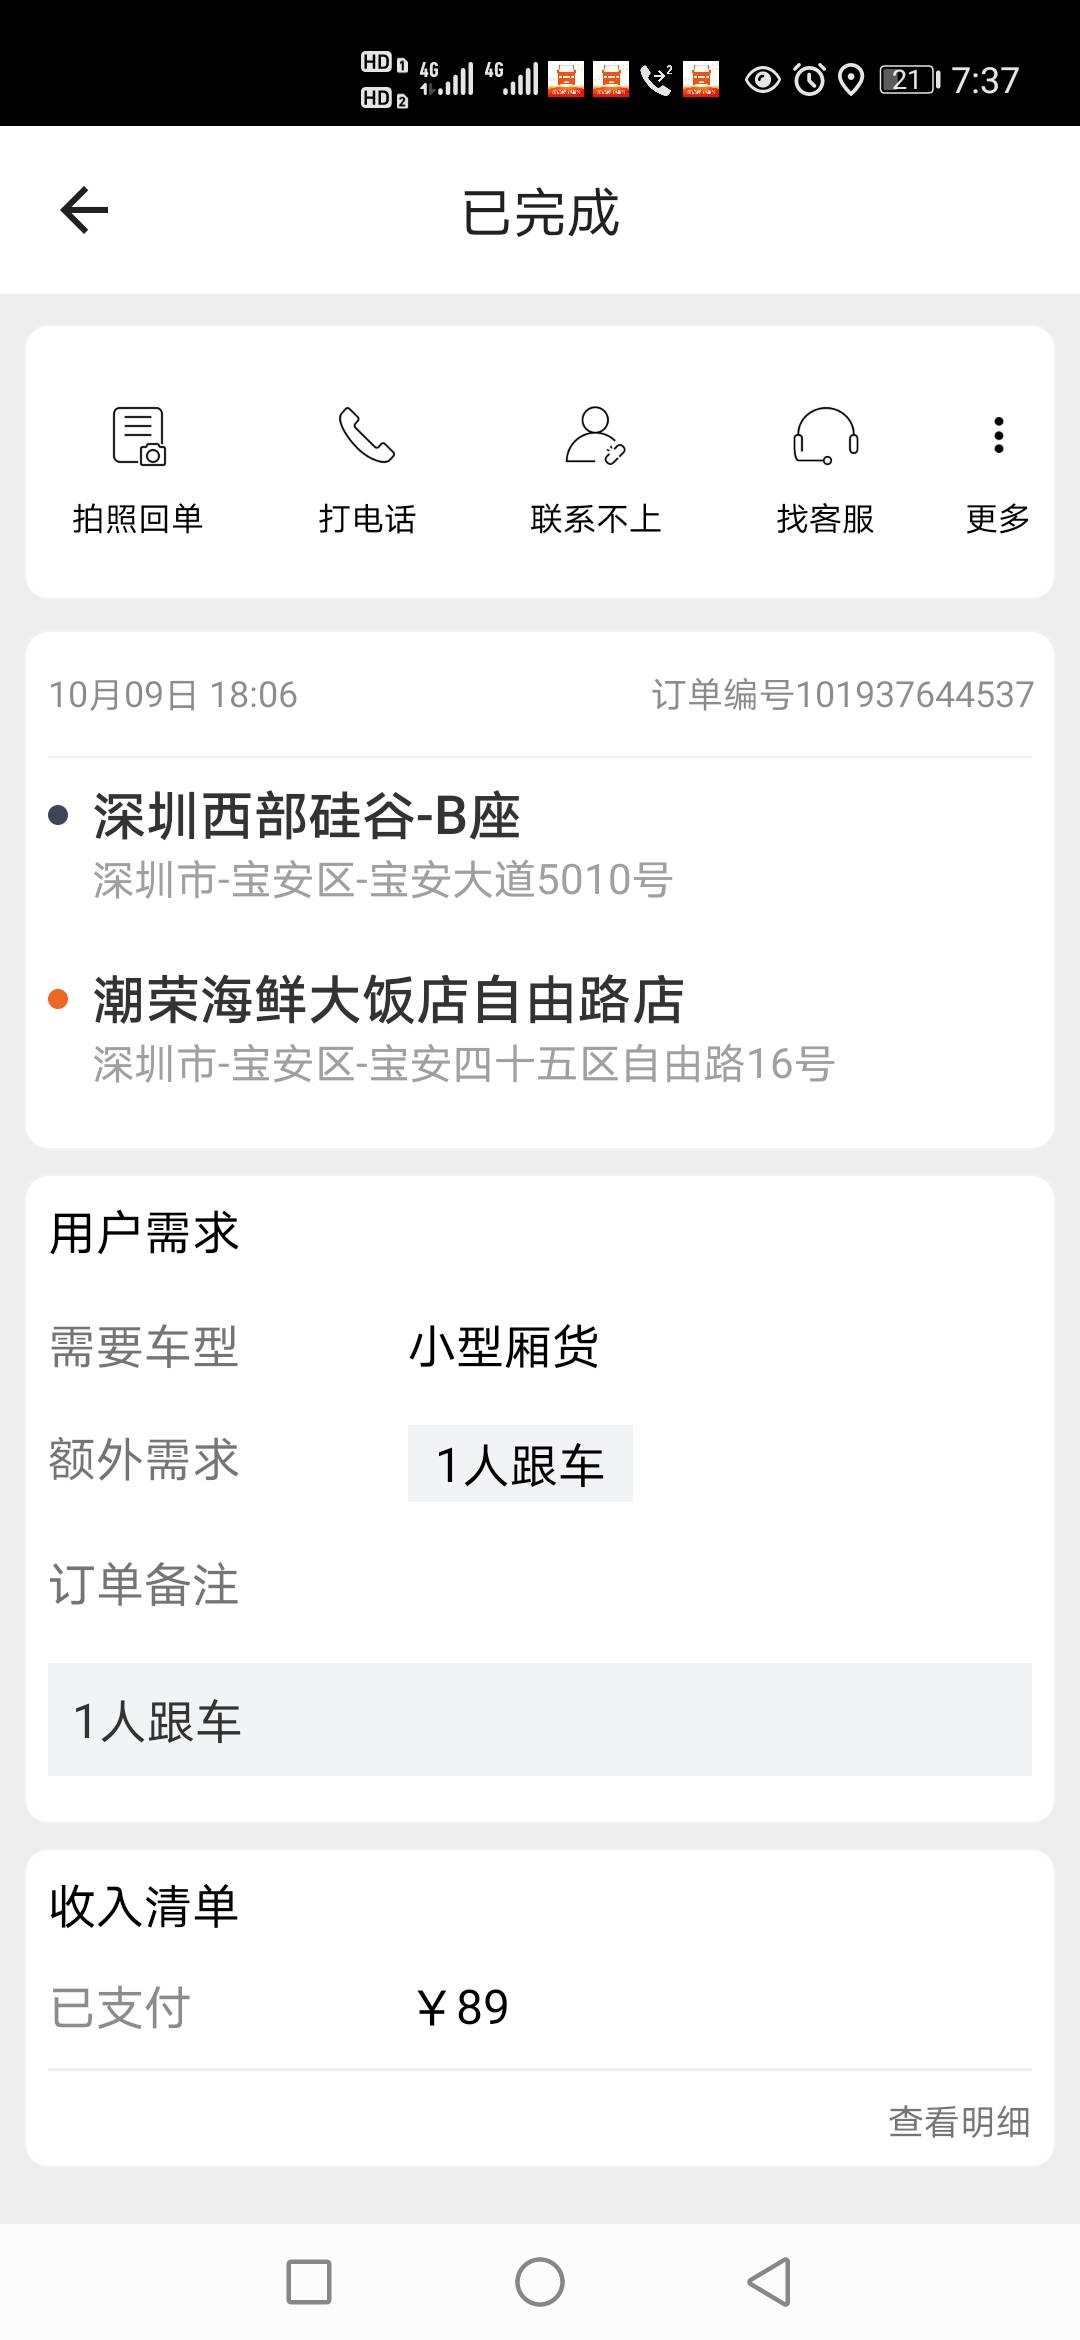 HD 1 4G 4G 2 21 7:37
HD 2
已完成
拍照回单 打电话 联系不上 找客服 更多
10月09日 18:06 订单编号101937644537
深圳西部硅谷-B座
深圳市-宝安区-宝安大道5010号
潮荣海鲜大饭店自由路店
深圳市-宝安区-宝安四十五区自由路16号
用户需求
需要车型 小型厢货
额外需求 1人跟车
订单备注
1人跟车
收入清单
已支付 ￥89
查看明细